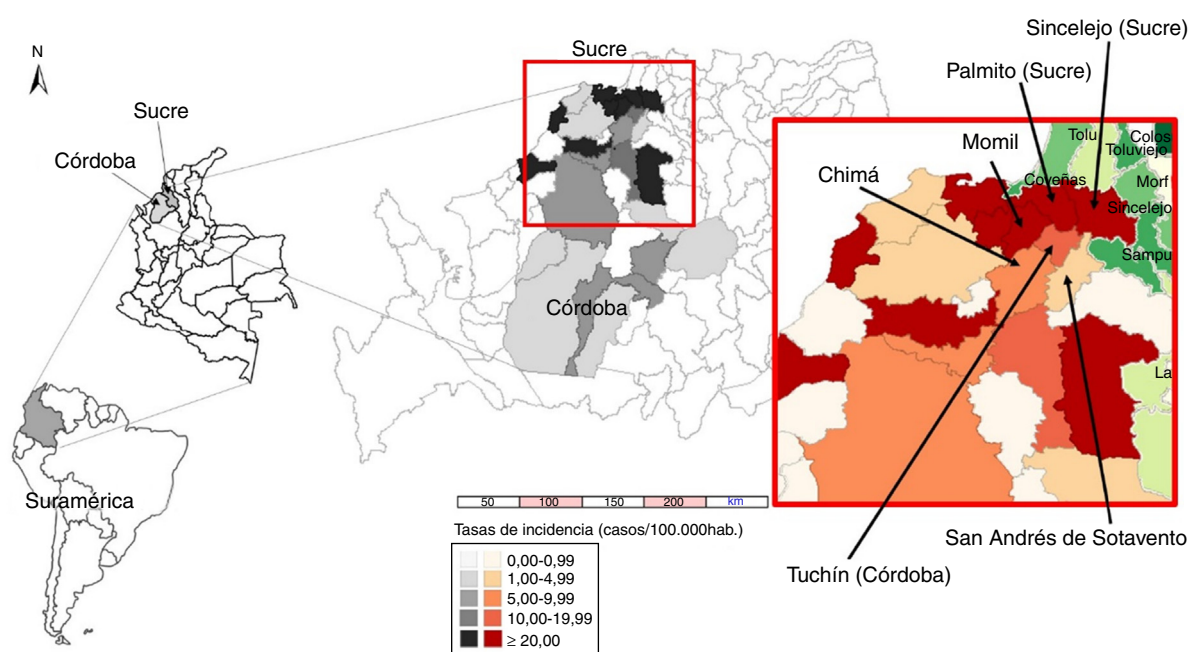 N
Sucre
Córdoba
Suramérica
Sucre
Córdoba
Sincelejo (Sucre)
Palmito (Sucre)
Momil
Chimá
Tolu
Colos
Toluviejo
Coveñas
Morf
Sincelejo
Sampu
La
San Andrés de Sotavento
Tuchín (Córdoba)
50 100 150 200 km
Tasas de incidencia (casos/100.000hab.)
0,00-0,99
1,00-4,99
5,00-9,99
10,00-19,99
≥ 20,00